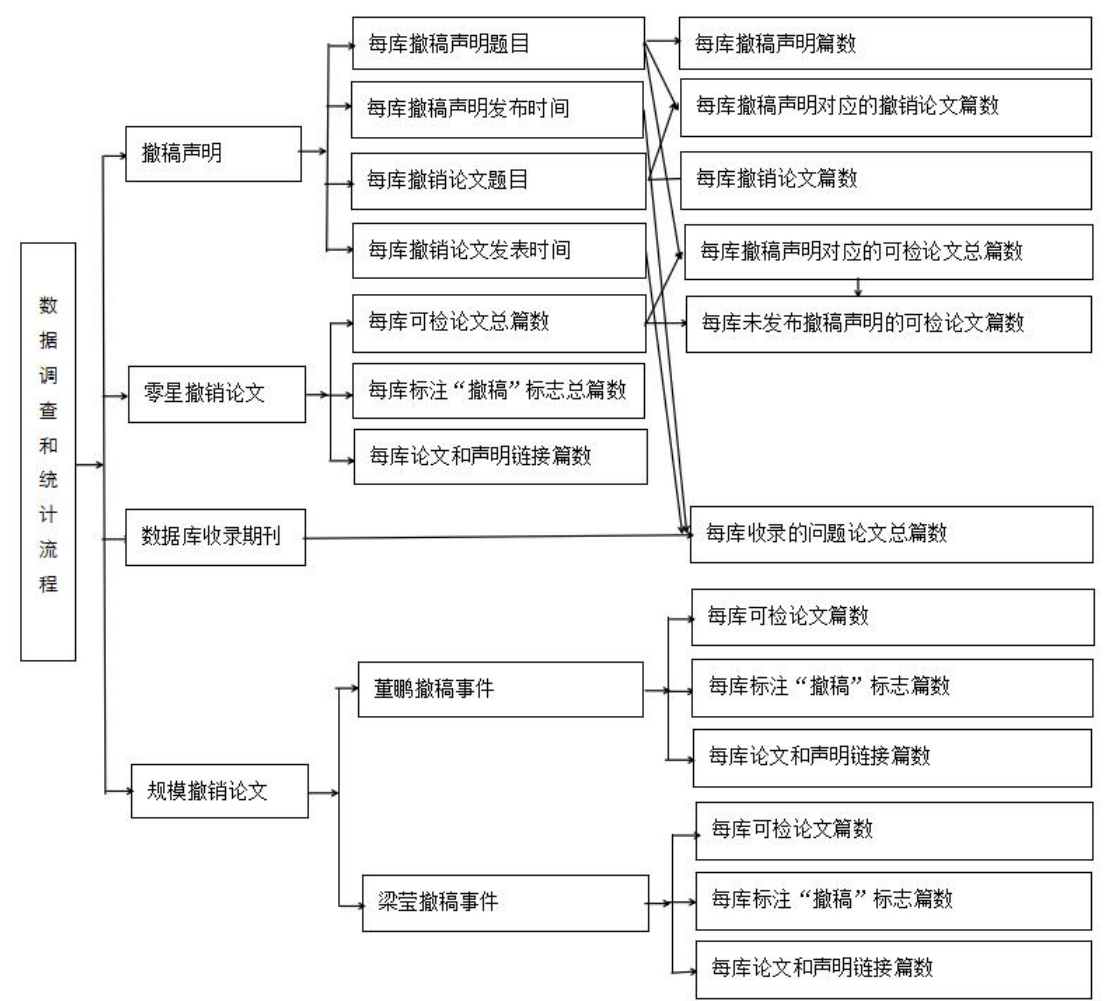 数据调查和统计流程
撤稿声明
每库撤稿声明题目
每库撤稿声明篇数
每库撤稿声明发布时间
每库撤稿声明对应的撤销论文篇数
每库撤销论文题目
每库撤销论文篇数
每库撤销论文发表时间
每库撤稿声明对应的可检论文总篇数
零星撤销论文
每库可检论文总篇数
每库未发布撤稿声明的可检论文篇数
每库标注“撤稿”标志总篇数
每库论文和声明链接篇数
数据库收录期刊
每库收录的问题论文总篇数
规模撤销论文
董鹏撤稿事件
每库可检论文篇数
每库标注“撤稿”标志篇数
每库论文和声明链接篇数
梁莹撤稿事件
每库可检论文篇数
每库标注“撤稿”标志篇数
每库论文和声明链接篇数